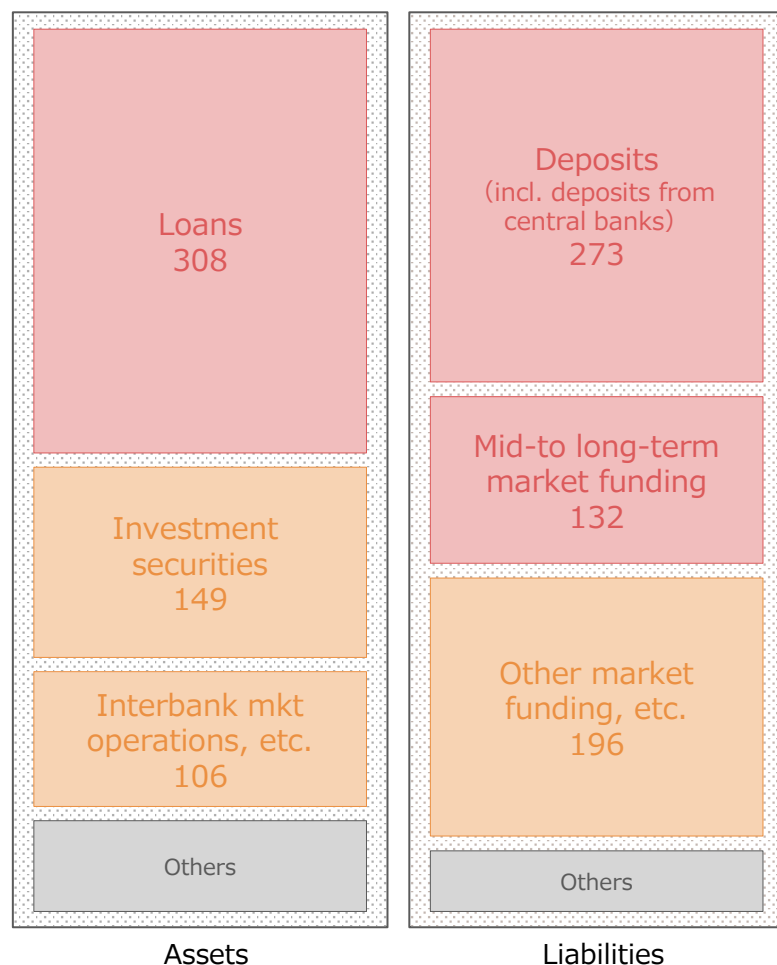 Loans
308
Investment
securities
149
Interbank mkt
operations, etc.
106
Others
Assets
Deposits
（incl. deposits from
central banks）
273
Mid-to long-term
market funding
132
Other market
funding, etc.
196
Others
Liabilities